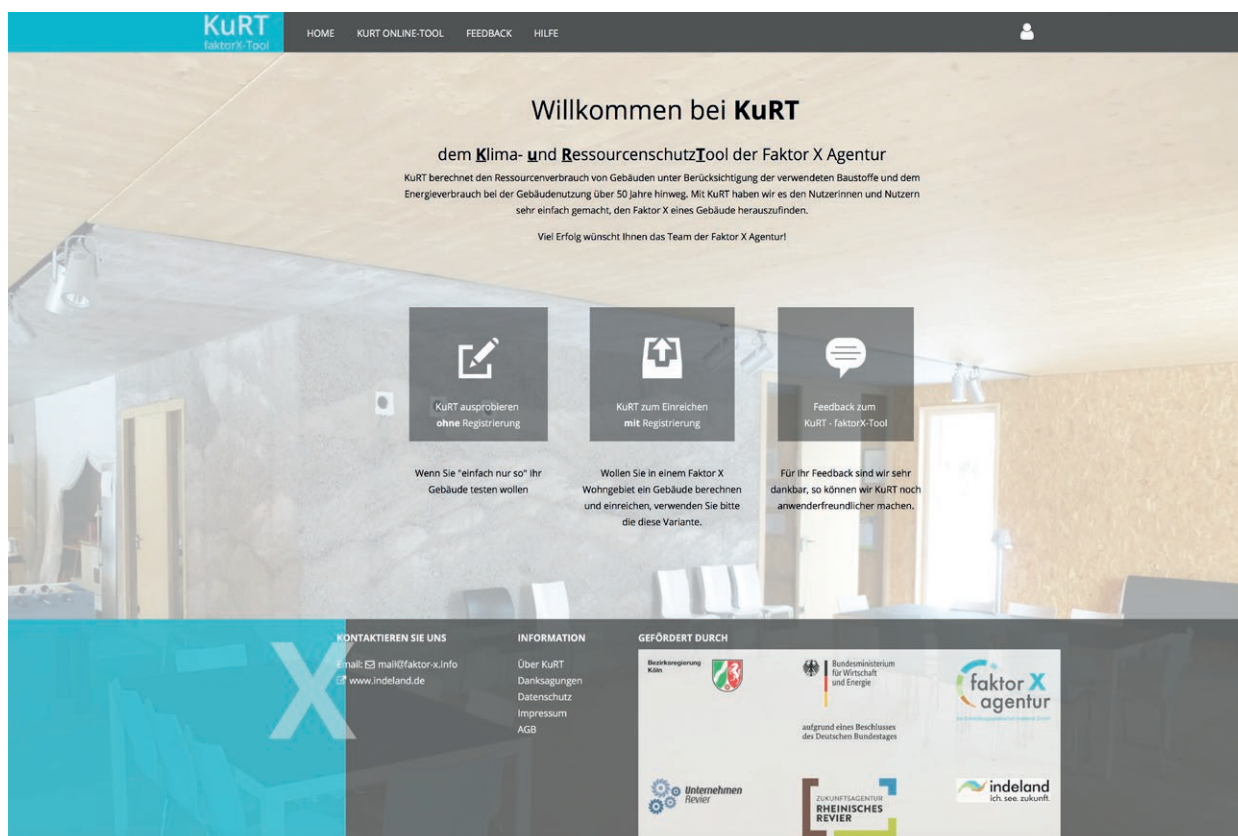 KuRT
faktorX-Tool
HOME KURT ONLINE-TOOL FEEDBACK HILFE
Willkommen bei KuRT
dem Klima- und RessourcenschutzTool der Faktor X Agentur
KuRT berechnet den Ressourcenverbrauch von Gebäuden unter Berücksichtigung der verwendeten Baustoffe und dem
Energieverbrauch bei der Gebäudenutzung über 50 Jahre hinweg. Mit KuRT haben wir es den Nutzerinnen und Nutzern
sehr einfach gemacht, den Faktor X eines Gebäude herauszufinden.
Viel Erfolg wünscht Ihnen das Team der Faktor X Agentur!
KuRT ausprobieren
ohne Registrierung
Wenn Sie "einfach nur so" Ihr
Gebäude testen wollen
KuRT zum Einreichen
mit Registrierung
Wollen Sie in einem Faktor X
Wohngebiet ein Gebäude berechnen
und einreichen, verwenden Sie bitte
die diese Variante.
Feedback zum
KuRT - faktorX-Tool
Für Ihr Feedback sind wir sehr
dankbar, so können wir KuRT noch
anwenderfreundlicher machen.
X
KONTAKTIEREN SIE UNS
Email: mail@faktor-x.info
www.indeland.de
INFORMATION
Über KuRT
Danksagungen
Datenschutz
Impressum
AGB
GEFÖRDERT DURCH
Bezirksregierung
Köln
Bundesministerium
für Wirtschaft
und Energie
aufgrund eines Beschlusses
des Deutschen Bundestages
faktor X
agentur
Unternehmen
Revier
ZUKUNFTSAGENTUR
RHEINISCHES
REVIER
indeland
ich. see. zukunft.